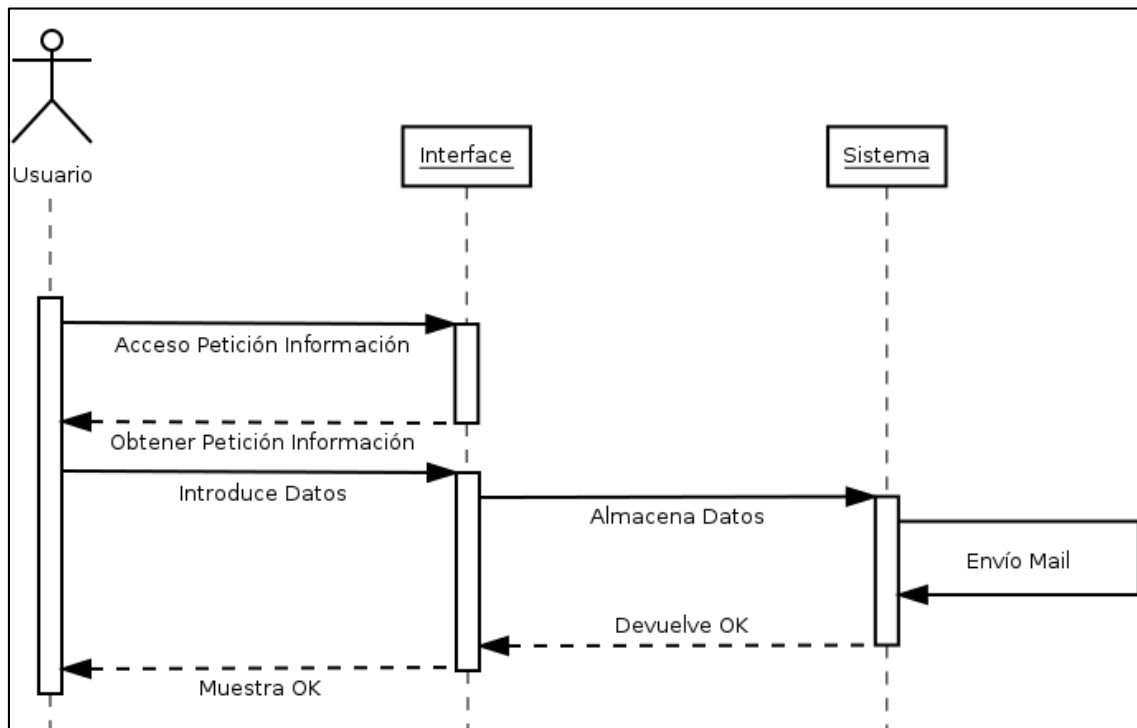 Usuario
Interface
Sistema
Acceso Petición Información
Obtener Petición Información
Introduce Datos
Almacena Datos
Envío Mail
Devuelve OK
Muestra OK